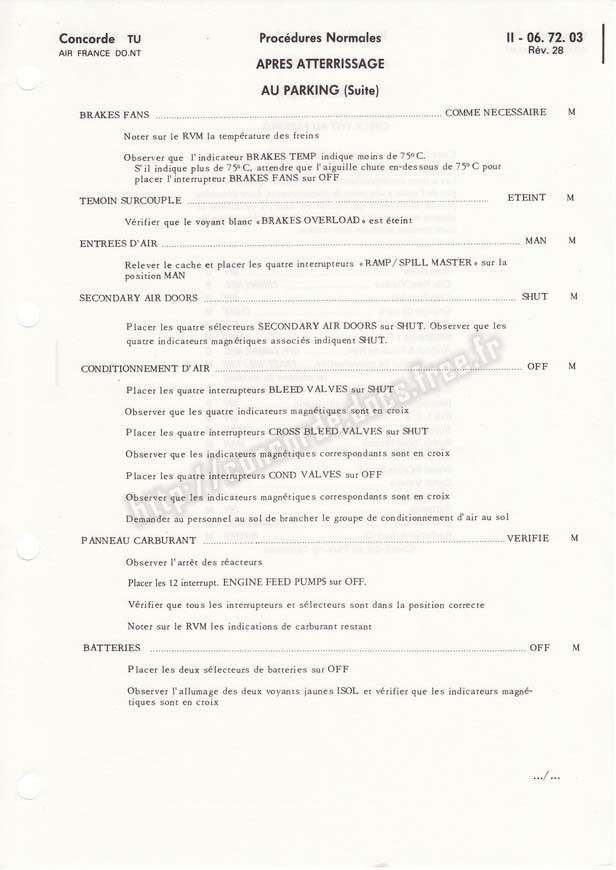 Concorde TU Procédures Normales II - 06. 72. 03
AIR FRANCE DO.NT Rév. 28
APRES ATTERRISSAGE
AU PARKING (Suite)
BRAKES FANS ........ COMME NECESSAIRE M
Noter sur le RVM la température des freins
Observer que l'indicateur BRAKES TEMP indique moins de 75°C.
S'il indique plus de 75°C, attendre que l'aiguille chute en-dessous de 75°C pour
placer l'interrupteur BRAKES FANS sur OFF
TEMOIN SURCOUPLE ........ ETEINT M
Vérifier que le voyant blanc «BRAKES OVERLOAD» est éteint
ENTREES D'AIR ........ MAN M
Relever le cache et placer les quatre interrupteurs «RAMP/SPILL MASTER» sur la
position MAN
SECONDARY AIR DOORS ........ SHUT M
Placer les quatre sélecteurs SECONDARY AIR DOORS sur SHUT. Observer que les
quatre indicateurs magnétiques associés indiquent SHUT.
CONDITIONNEMENT D'AIR ........ OFF M
Placer les quatre interrupteurs BLEED VALVES sur SHUT
Observer que les quatre indicateurs magnétiques sont en croix
Placer les quatre interrupteurs CROSS BLEED VALVES sur SHUT
Observer que les indicateurs magnétiques correspondants sont en croix
Placer les quatre interrupteurs COND VALVES sur OFF
Observer que les indicateurs magnétiques correspondants sont en croix
Demander au personnel au sol de brancher le groupe de conditionnement d'air au sol
PANNEAU CARBURANT ........ VERIFIE M
Observer l'arrêt des réacteurs
Placer les 12 interrupt. ENGINE FEED PUMPS sur OFF.
Vérifier que tous les interrupteurs et sélecteurs sont dans la position correcte
Noter sur le RVM les indications de carburant restant
BATTERIES ........ OFF M
Placer les deux sélecteurs de batteries sur OFF
Observer l'allumage des deux voyants jaunes ISOL et vérifier que les indicateurs magné-
tiques sont en croix
.../...
http://concorde.docs.free.fr